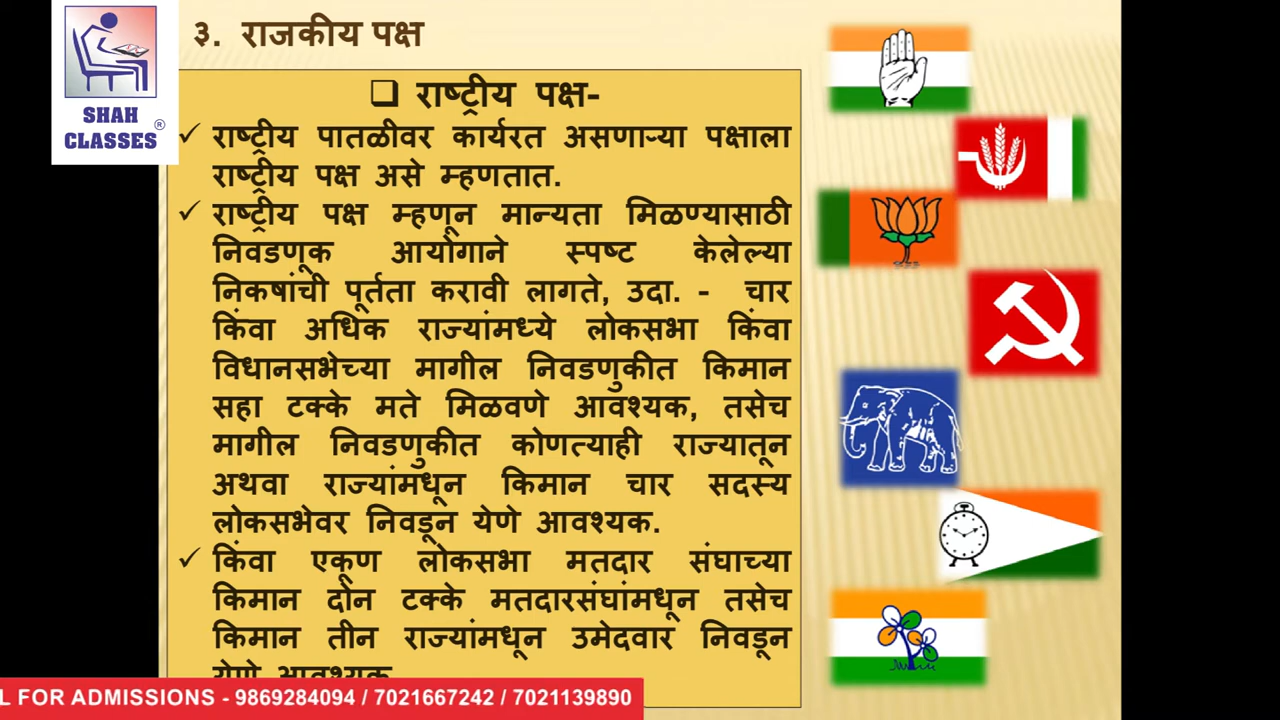 ३. राजकीय पक्ष
SHAH
CLASSES®
❑ राष्ट्रीय पक्ष-
✓ राष्ट्रीय पातळीवर कार्यरत असणाऱ्या पक्षाला
राष्ट्रीय पक्ष असे म्हणतात.
✓ राष्ट्रीय पक्ष म्हणून मान्यता मिळण्यासाठी
निवडणूक आयोगाने स्पष्ट केलेल्या
निकषांची पूर्तता करावी लागते, उदा. - चार
किंवा अधिक राज्यांमध्ये लोकसभा किंवा
विधानसभेच्या मागील निवडणुकीत किमान
सहा टक्के मते मिळवणे आवश्यक, तसेच
मागील निवडणुकीत कोणत्याही राज्यातून
अथवा राज्यांमधून किमान चार सदस्य
लोकसभेवर निवडून येणे आवश्यक.
✓ किंवा एकूण लोकसभा मतदार संघाच्या
किमान दोन टक्के मतदारसंघांमधून तसेच
किमान तीन राज्यांमधून उमेदवार निवडून
येणे आवश्यक
L FOR ADMISSIONS - 9869284094 / 7021667242 / 7021139890